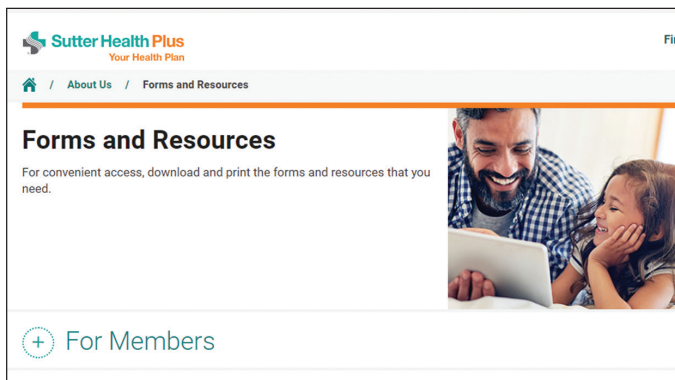 Sutter Health Plus
Your Health Plan
/ About Us / Forms and Resources
Forms and Resources
For convenient access, download and print the forms and resources that you
need.
+ For Members